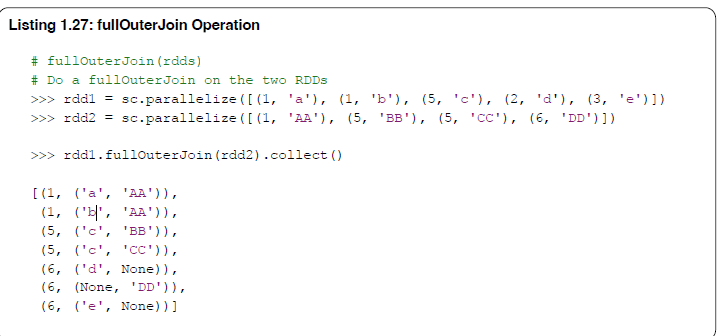 Listing 1.27: fullOuterJoin Operation
# fullOuterJoin(rdds)
# Do a fullOuterJoin on the two RDDs
>>> rdd1 = sc.parallelize([(1, 'a'), (1, 'b'), (5, 'c'), (2, 'd'), (3, 'e')])
>>> rdd2 = sc.parallelize([(1, 'AA'), (5, 'BB'), (5, 'CC'), (6, 'DD')])
>>> rdd1.fullOuterJoin(rdd2).collect()
[(1, ('a', 'AA')),
(1, ('b', 'AA')),
(5, ('c', 'BB')),
(5, ('c', 'CC')),
(6, ('d', None)),
(6, (None, 'DD')),
(6, ('e', None))]